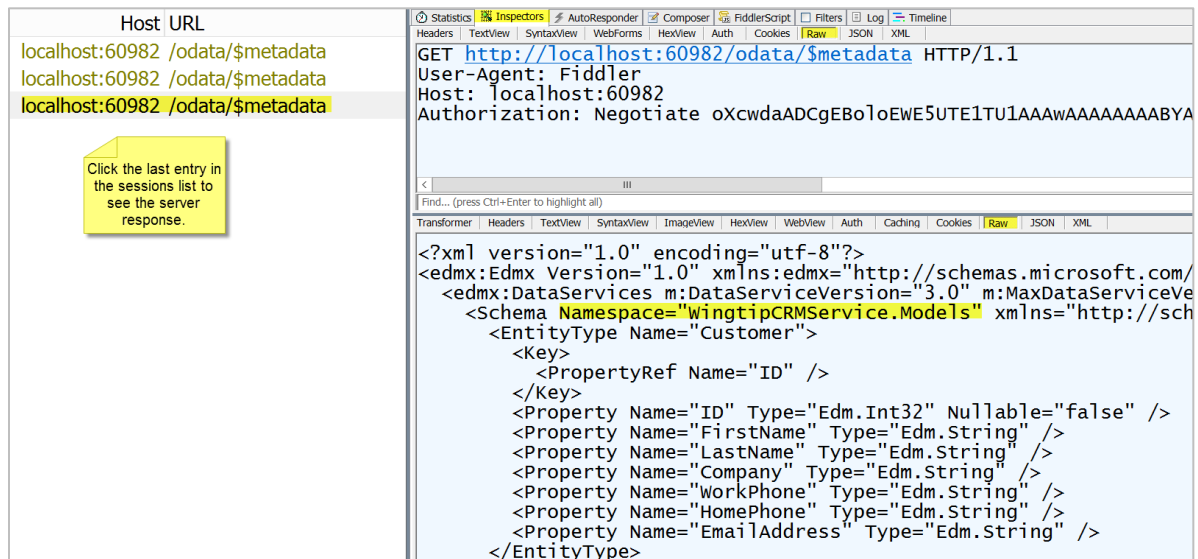 Host URL
localhost:60982 /odata/$metadata
localhost:60982 /odata/$metadata
localhost:60982 /odata/$metadata
Click the last entry in
the sessions list to
see the server
response.
Statistics Inspectors AutoResponder Composer FiddlerScript Filters Log Timeline
Headers TextView SyntaxView WebForms HexView Auth Cookies Raw JSON XML
GET http://localhost:60982/odata/$metadata HTTP/1.1
User-Agent: Fiddler
Host: localhost:60982
Authorization: Negotiate oXcwdaADCgEBoloEWE5UTE1TU1AAAwAAAAAAAABYA
Find... (press Ctrl+Enter to highlight all)
Transformer Headers TextView SyntaxView ImageView HexView WebView Auth Caching Cookies Raw JSON XML
<?xml version="1.0" encoding="utf-8"?>
<edmx:Edmx Version="1.0" xmlns:edmx="http://schemas.microsoft.com/
<edmx:DataServices m:DataServiceVersion="3.0" m:MaxDataServiceVe
<Schema Namespace="WingtipCRMService.Models" xmlns="http://sch
<EntityType Name="Customer">
<Key>
<PropertyRef Name="ID" />
</Key>
<Property Name="ID" Type="Edm.Int32" Nullable="false" />
<Property Name="FirstName" Type="Edm.String" />
<Property Name="LastName" Type="Edm.String" />
<Property Name="Company" Type="Edm.String" />
<Property Name="WorkPhone" Type="Edm.String" />
<Property Name="HomePhone" Type="Edm.String" />
<Property Name="EmailAddress" Type="Edm.String" />
</EntityType>